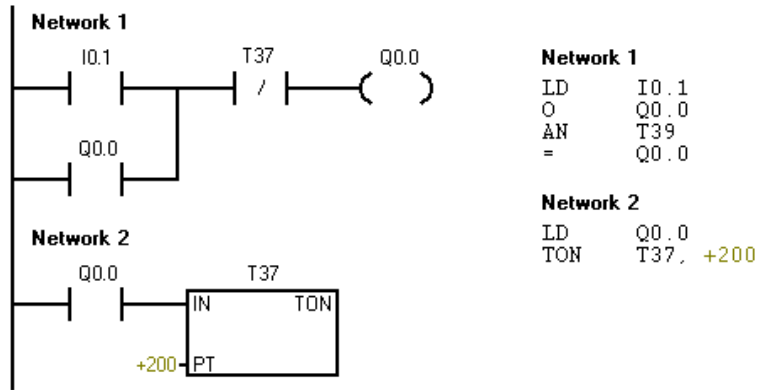 Network 1
I0.1 T37 Q0.0
/
Q0.0
Network 2
Q0.0 T37
IN TON
+200 PT
Network 1
LD I0.1
O Q0.0
AN T39
= Q0.0
Network 2
LD Q0.0
TON T37, +200